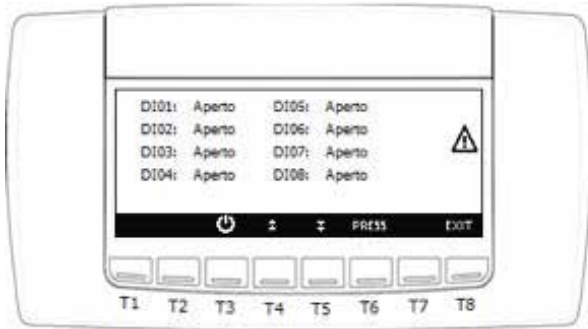 DI01: Aperto DI05: Aperto
DI02: Aperto DI06: Aperto
DI03: Aperto DI07: Aperto
DI04: Aperto DI08: Aperto
PRESS EXIT
T1 T2 T3 T4 T5 T6 T7 T8